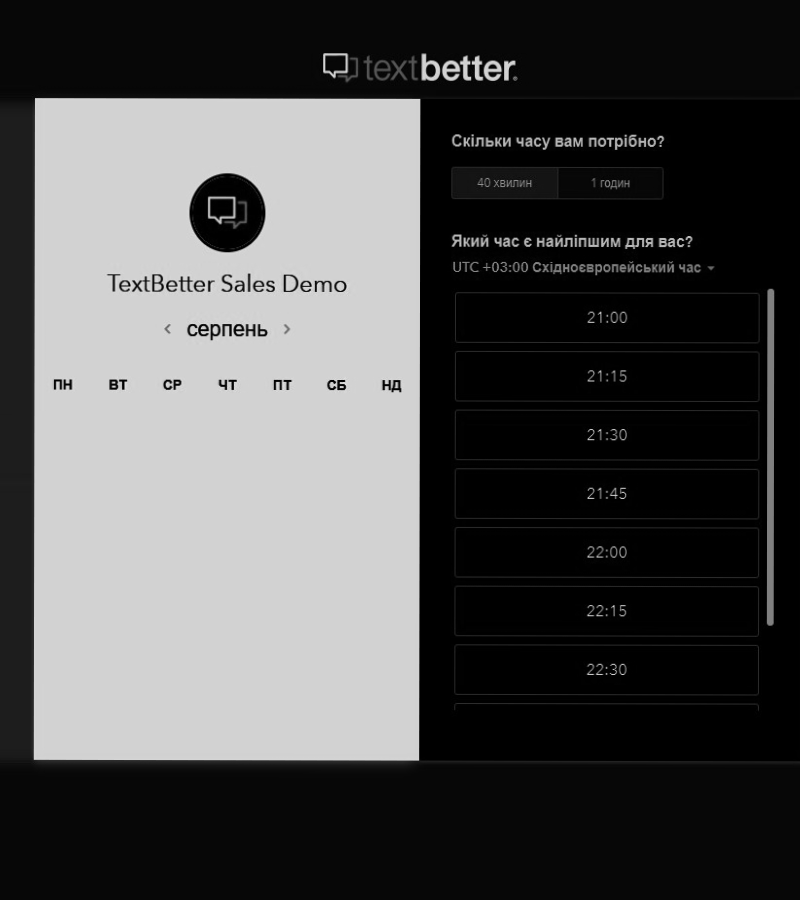 textbetter.
TextBetter Sales Demo
серпень
ПН ВТ СР ЧТ ПТ СБ НД
Скільки часу вам потрібно?
40 хвилин 1 годин
Який час є найліпшим для вас?
UTC +03:00 Східноєвропейський час
21:00
21:15
21:30
21:45
22:00
22:15
22:30